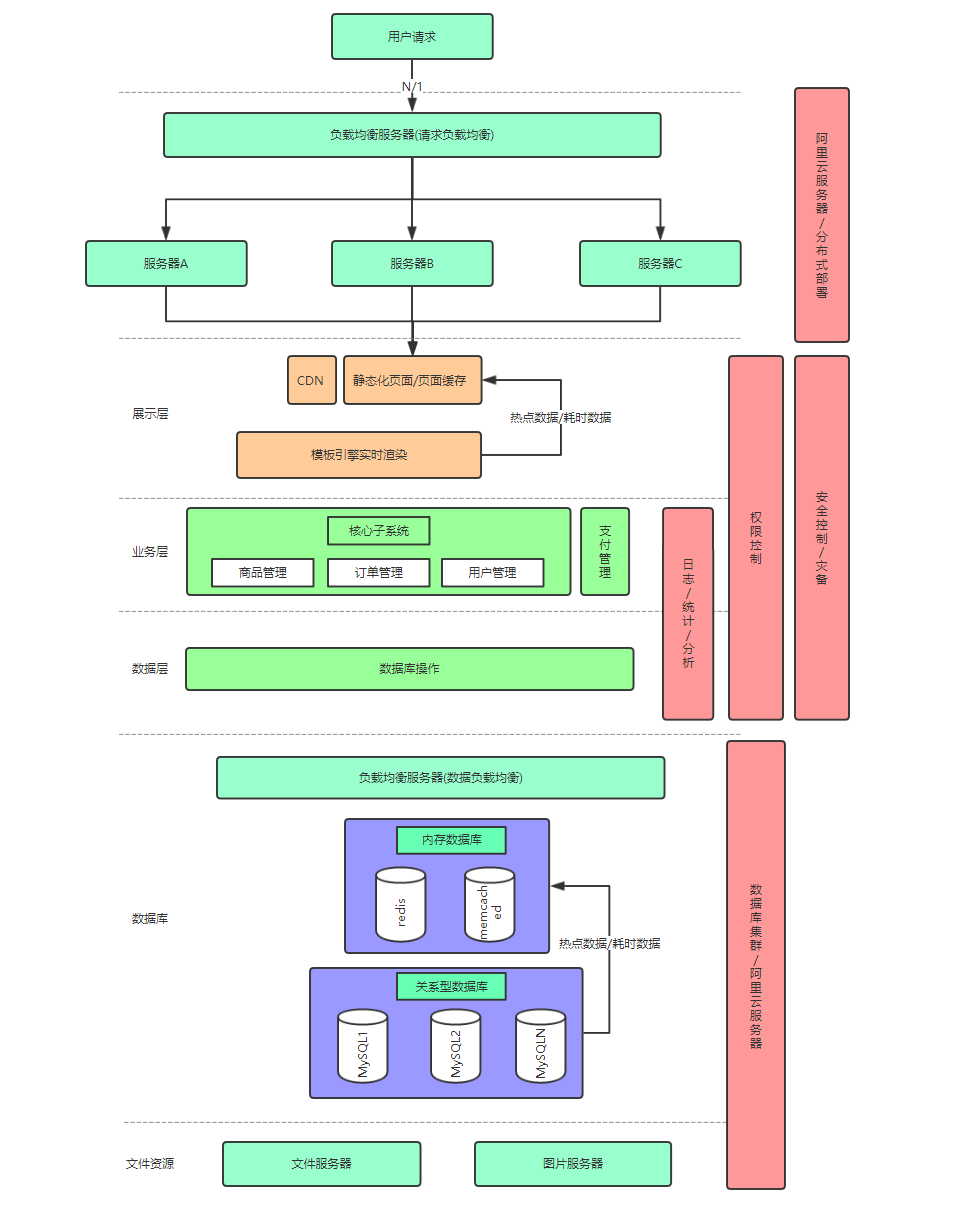 用户请求
N/1
负载均衡服务器(请求负载均衡)
服务器A
服务器B
服务器C
阿里云服务器/分布式部署
展示层
CDN
静态化页面/页面缓存
热点数据/耗时数据
模板引擎实时渲染
业务层
核心子系统
商品管理
订单管理
用户管理
支付管理
日志/统计/分析
权限控制
安全控制/灾备
数据层
数据库操作
负载均衡服务器(数据负载均衡)
数据库
内存数据库
redis
memcach
ed
热点数据/耗时数据
关系型数据库
MySQL1
MySQL2
MySQLN
数据库集群/阿里云服务器
文件资源
文件服务器
图片服务器